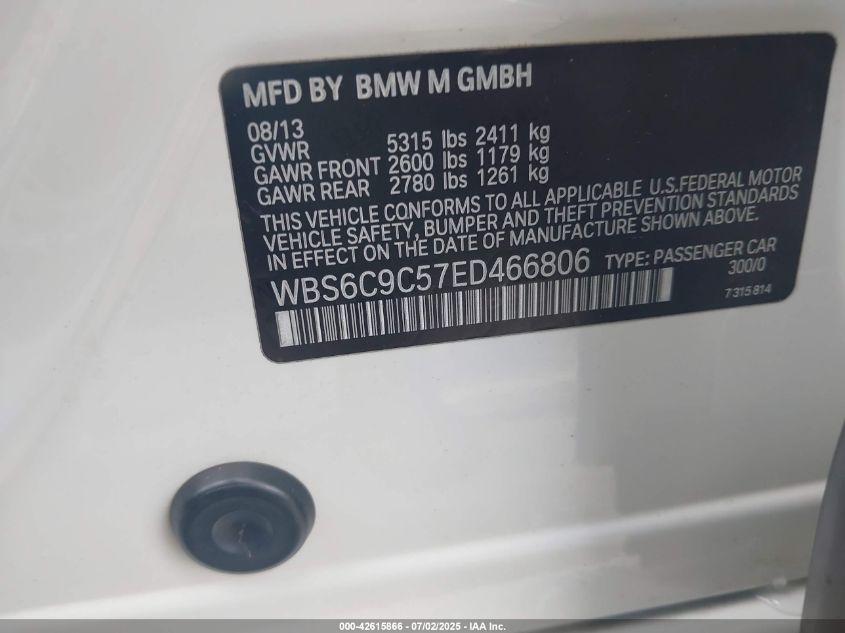 MFD BY BMW M GMBH
08/13
GVWR 5315 lbs 2411 kg
GAWR FRONT 2600 lbs 1179 kg
GAWR REAR 2780 lbs 1261 kg
THIS VEHICLE CONFORMS TO ALL APPLICABLE U.S.FEDERAL MOTOR
VEHICLE SAFETY, BUMPER AND THEFT PREVENTION STANDARDS
IN EFFECT ON THE DATE OF MANUFACTURE SHOWN ABOVE.
WBS6C9C57ED466806 TYPE: PASSENGER CAR
300/0
7 315 814
000-42615866 - 07/02/2025 - IAA Inc.